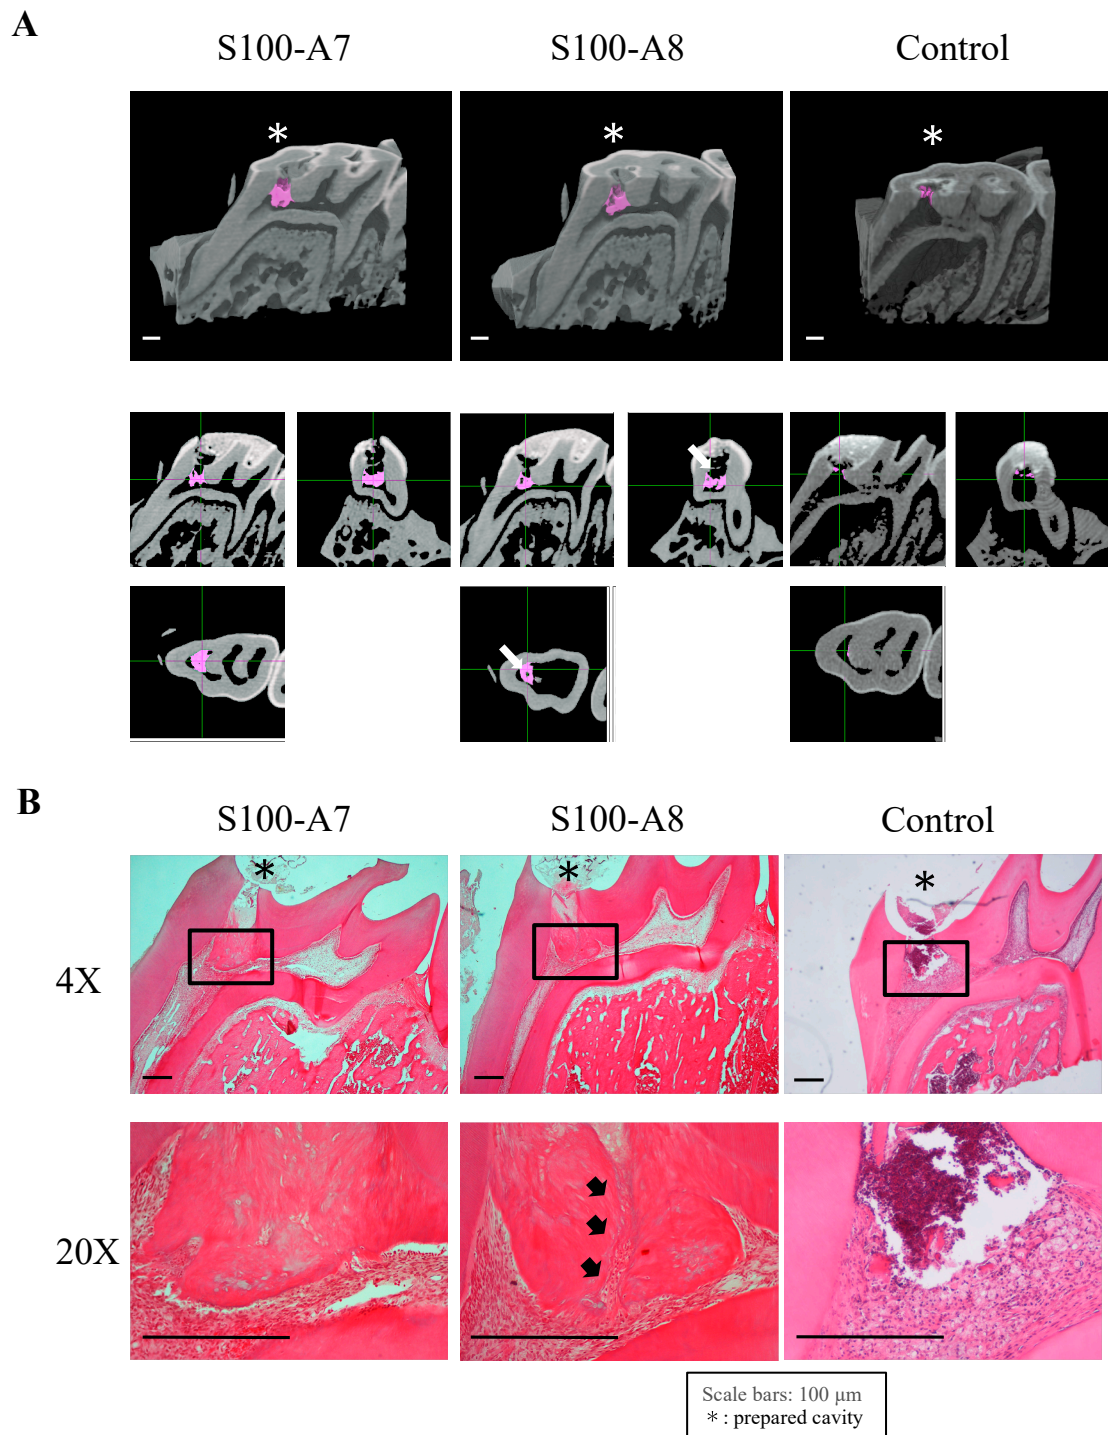 A
S100-A7 S100-A8 Control
*
*
*
B
S100-A7 S100-A8 Control
*
*
*
4X
20X
Scale bars: 100 μm
* : prepared cavity